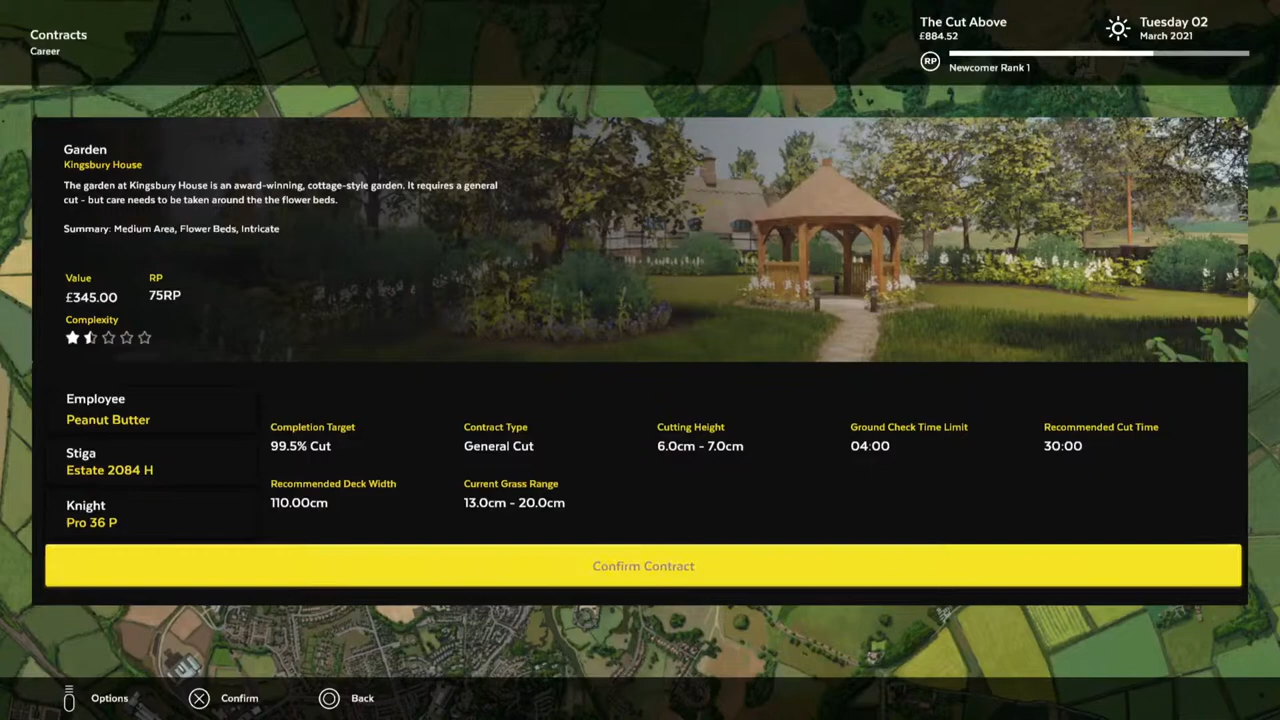 Contracts
Career
The Cut Above
£884.52
Tuesday 02
March 2021
RP
Newcomer Rank 1
Garden
Kingsbury House
The garden at Kingsbury House is an award-winning, cottage-style garden. It requires a general
cut - but care needs to be taken around the the flower beds.
Summary: Medium Area, Flower Beds, Intricate
Value
RP
£345.00
75RP
Complexity
Employee
Peanut Butter
Stiga
Estate 2084 H
Knight
Pro 36 P
Completion Target
99.5% Cut
Contract Type
General Cut
Cutting Height
6.0cm - 7.0cm
Ground Check Time Limit
04:00
Recommended Cut Time
30:00
Recommended Deck Width
110.00cm
Current Grass Range
13.0cm - 20.0cm
Confirm Contract
Options
Confirm
Back